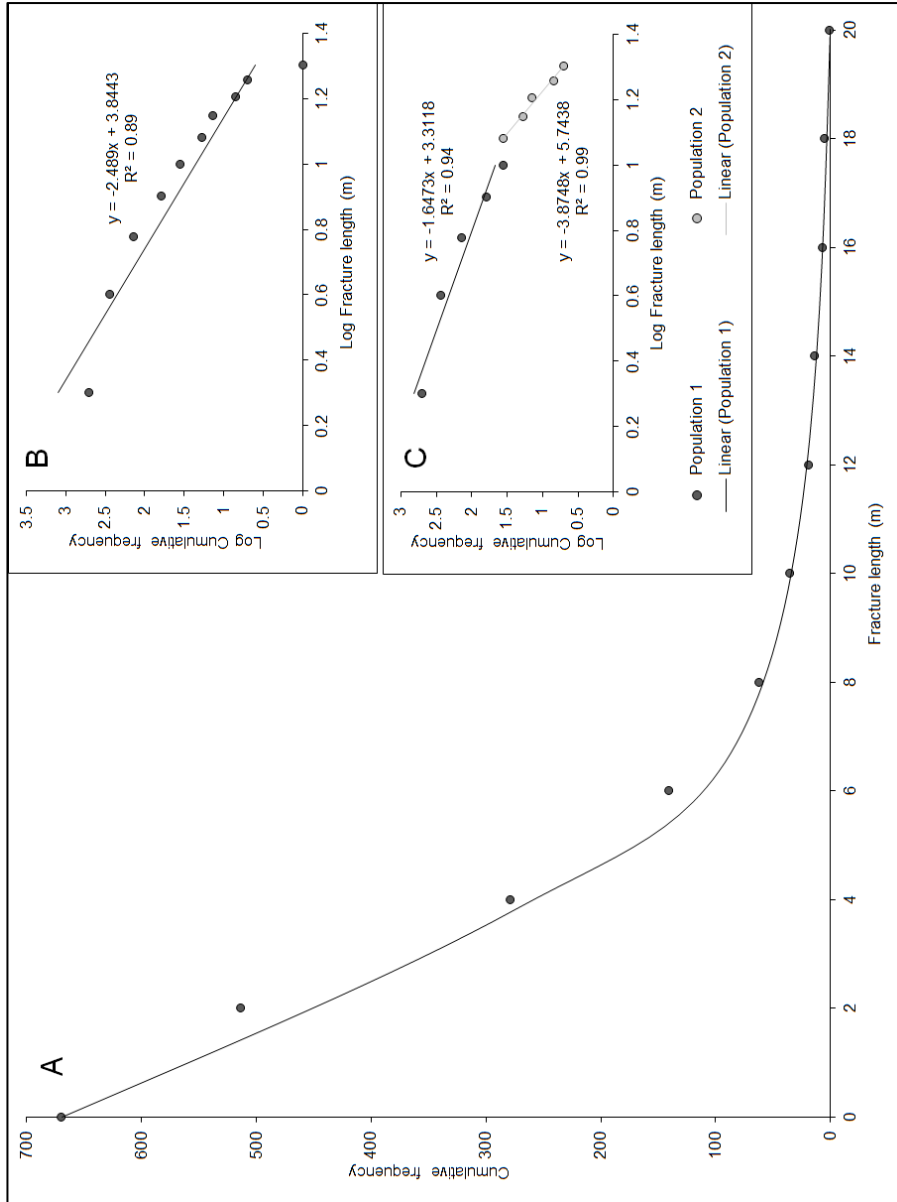 A
700
600
500
400
300
200
100
0
Cumulative frequency
0 2 4 6 8 10 12 14 16 18 20
Fracture length (m)
B
3.5
3
2.5
2
1.5
1
0.5
0
Log Cumulative frequency
y = -2.489x + 3.8443
R² = 0.89
0 0.2 0.4 0.6 0.8 1 1.2 1.4
Log Fracture length (m)
C
3
2.5
2
1.5
1
0.5
0
Log Cumulative frequency
y = -1.6473x + 3.3118
R² = 0.94
y = -3.8748x + 5.7438
R² = 0.99
0 0.2 0.4 0.6 0.8 1 1.2 1.4
Log Fracture length (m)
Population 1
Population 2
Linear (Population 1)
Linear (Population 2)